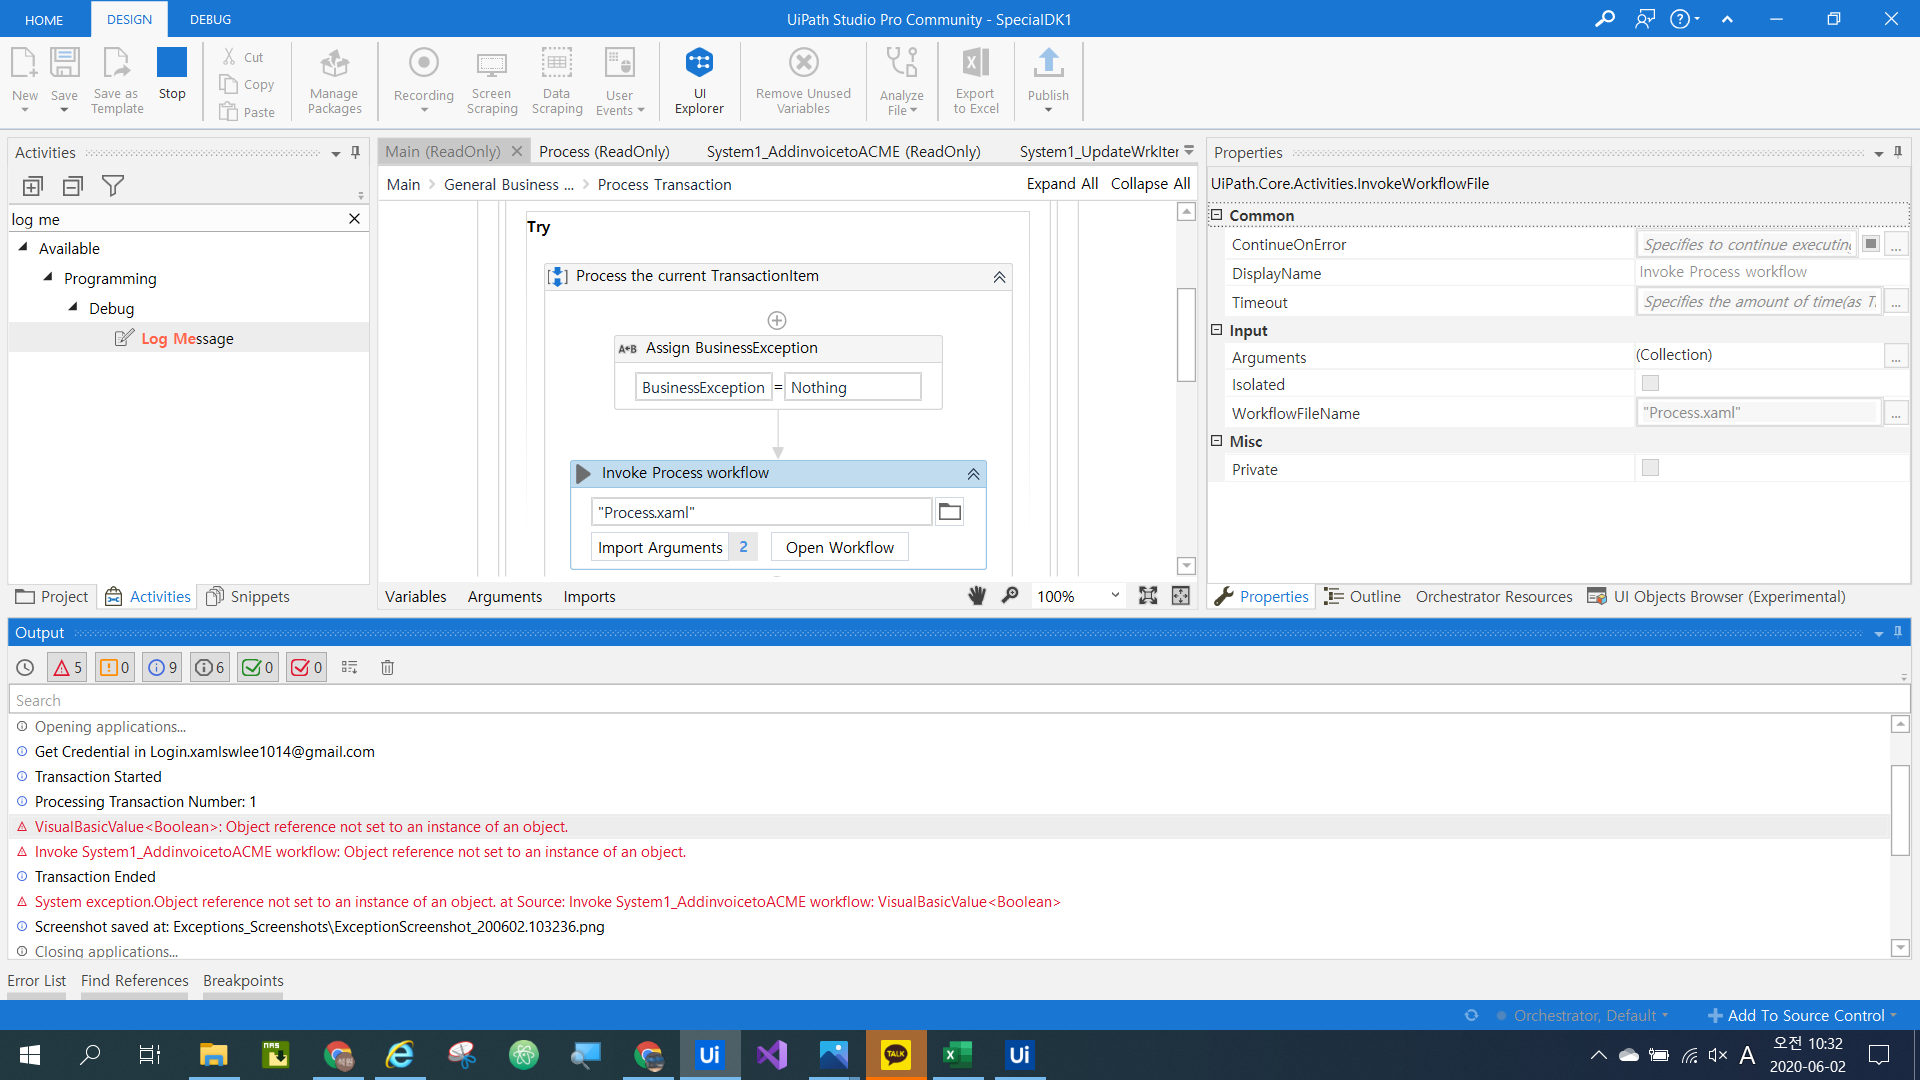 HOME DESIGN DEBUG UiPath Studio Pro Community - SpecialDK1
New Save Save as Template Stop
Cut
Copy
Paste
Manage Packages
Recording
Screen Scraping
Data Scraping
User Events
UI Explorer
Remove Unused Variables
Analyze File
Export to Excel
Publish
Activities
log me
Available
Programming
Debug
Log Message
Project Activities Snippets
Main (ReadOnly) Process (ReadOnly) System1_AddinvoicetoACME (ReadOnly) System1_UpdateWrkIter
Main General Business ... Process Transaction Expand All Collapse All
Try
Process the current TransactionItem
A+B Assign BusinessException
BusinessException = Nothing
Invoke Process workflow
"Process.xaml"
Import Arguments 2 Open Workflow
Variables Arguments Imports 100%
Properties
UiPath.Core.Activities.InvokeWorkflowFile
Common
ContinueOnError Specifies to continue executing ...
DisplayName Invoke Process workflow
Timeout Specifies the amount of time(as T. ...
Input
Arguments (Collection) ...
Isolated
WorkflowFileName "Process.xaml" ...
Misc
Private
Properties Outline Orchestrator Resources UI Objects Browser (Experimental)
Output
5 0 9 6 0 0
Search
Opening applications...
Get Credential in Login.xamlswlee1014@gmail.com
Transaction Started
Processing Transaction Number: 1
VisualBasicValue<Boolean>: Object reference not set to an instance of an object.
Invoke System1_AddinvoicetoACME workflow: Object reference not set to an instance of an object.
Transaction Ended
System exception.Object reference not set to an instance of an object. at Source: Invoke System1_AddinvoicetoACME workflow: VisualBasicValue<Boolean>
Screenshot saved at: Exceptions_Screenshots\ExceptionScreenshot_200602.103236.png
Closing applications...
Error List Find References Breakpoints
Orchestrator, Default Add To Source Control
NAS Ui TALK Ui A 오전 10:32
2020-06-02